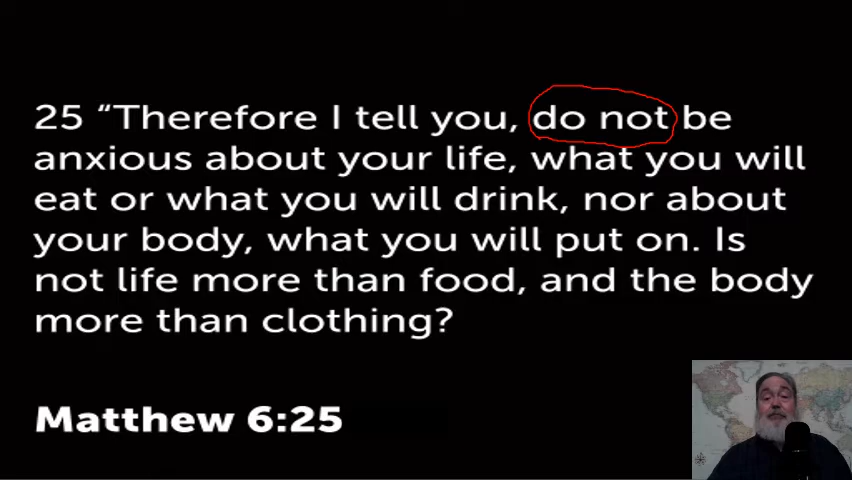 25 “Therefore I tell you, do not be
anxious about your life, what you will
eat or what you will drink, nor about
your body, what you will put on. Is
not life more than food, and the body
more than clothing?
Matthew 6:25